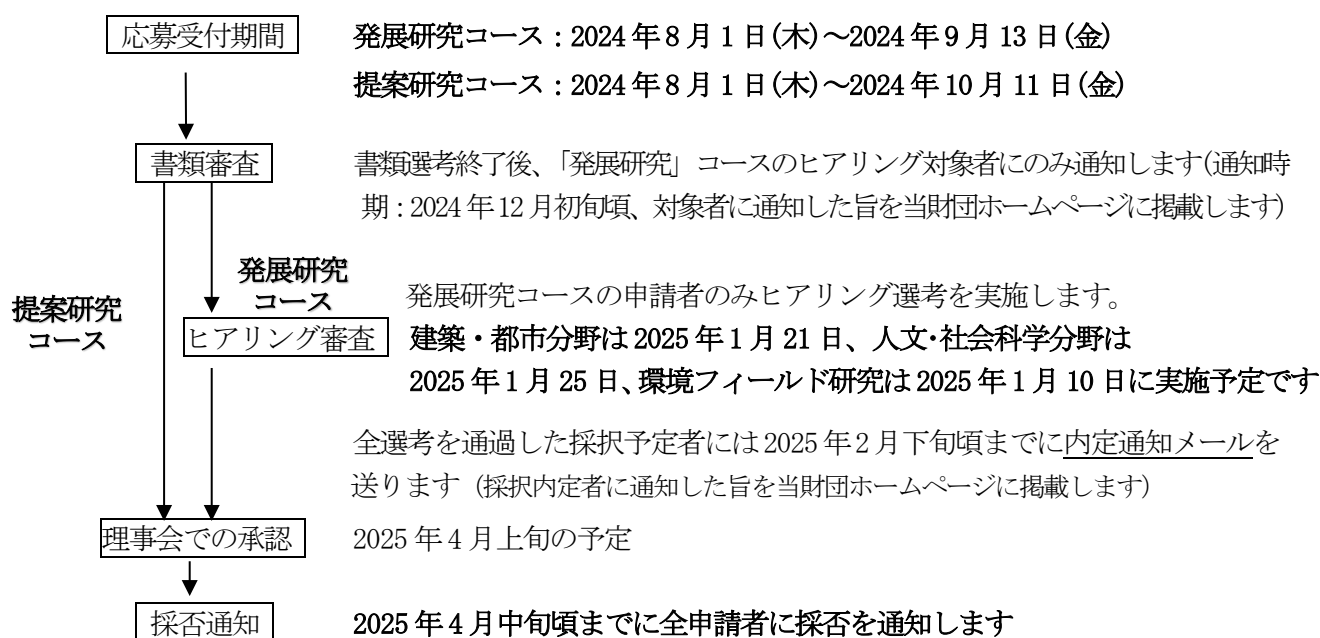 応募受付期間
発展研究コース：2024年8月1日(木)～2024年9月13日(金)
提案研究コース：2024年8月1日(木)～2024年10月11日(金)
書類審査
書類選考終了後、「発展研究」コースのヒアリング対象者にのみ通知します(通知時
期：2024年12月初旬頃、対象者に通知した旨を当財団ホームページに掲載します)
提案研究
コース
発展研究
コース
ヒアリング審査
発展研究コースの申請者のみヒアリング選考を実施します。
建築・都市分野は2025年1月21日、人文・社会科学分野は
2025年1月25日、環境フィールド研究は2025年1月10日に実施予定です
全選考を通過した採択予定者には2025年2月下旬頃までに内定通知メールを
送ります（採択内定者に通知した旨を当財団ホームページに掲載します）
理事会での承認
2025年4月上旬の予定
採否通知
2025年4月中旬頃までに全申請者に採否を通知します